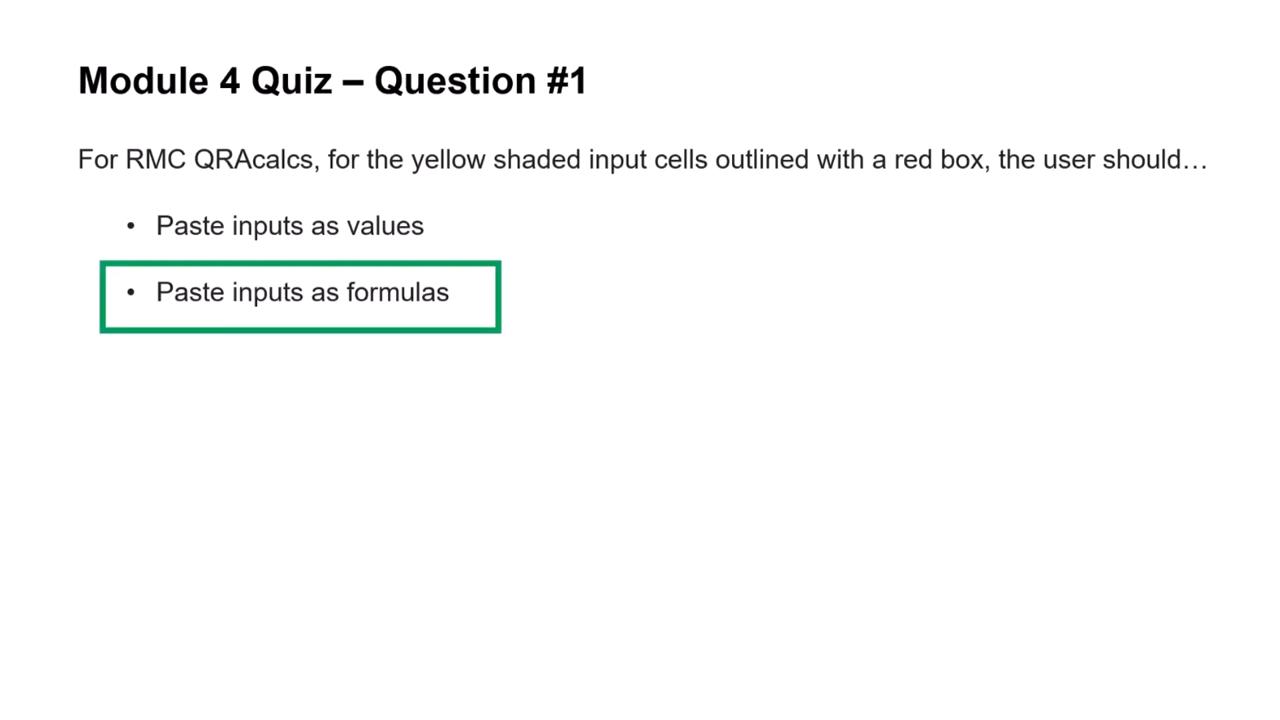 Module 4 Quiz – Question #1
For RMC QRAcalcs, for the yellow shaded input cells outlined with a red box, the user should…
• Paste inputs as values
• Paste inputs as formulas